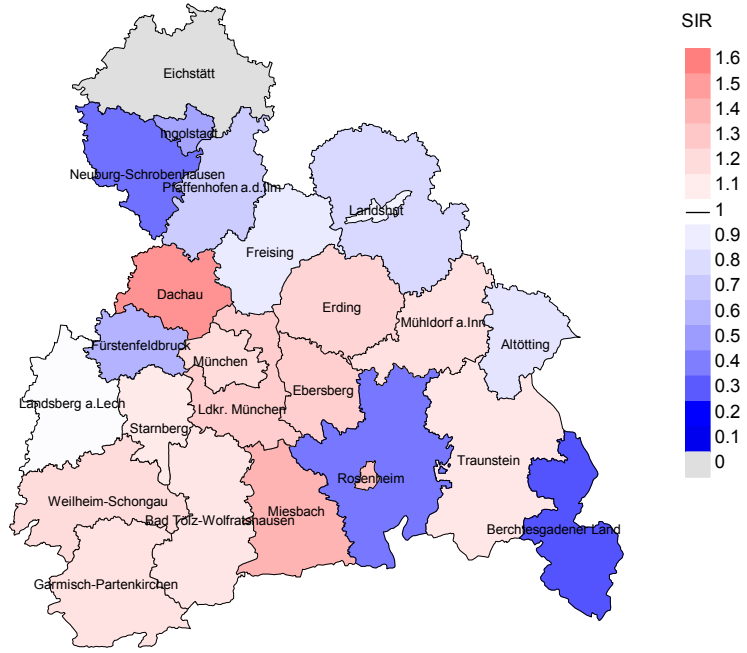 SIR
1.6
1.5
1.4
1.3
1.2
1.1
1
0.9
0.8
0.7
0.6
0.5
0.4
0.3
0.2
0.1
0
Eichstätt
Ingolstadt
Neuburg-Schrobenhausen
Pfaffenhofen a.d.Ilm
Landshut
Freising
Dachau
Erding
Mühldorf a.Inn
Fürstenfeldbruck
München
Altötting
Ebersberg
Landsberg a.Lech
Ldkr. München
Starnberg
Traunstein
Rosenheim
Weilheim-Schongau
Miesbach
Bad Tölz-Wolfratshausen
Berchtesgadener Land
Garmisch-Partenkirchen